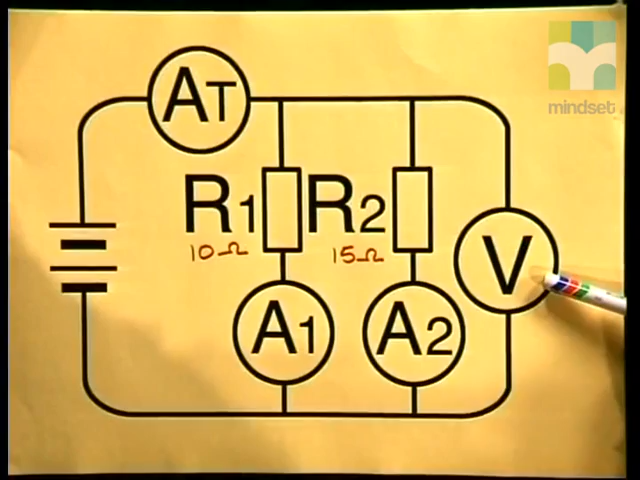 AT
mindset
R1 R2
10Ω 15Ω
V
A1 A2